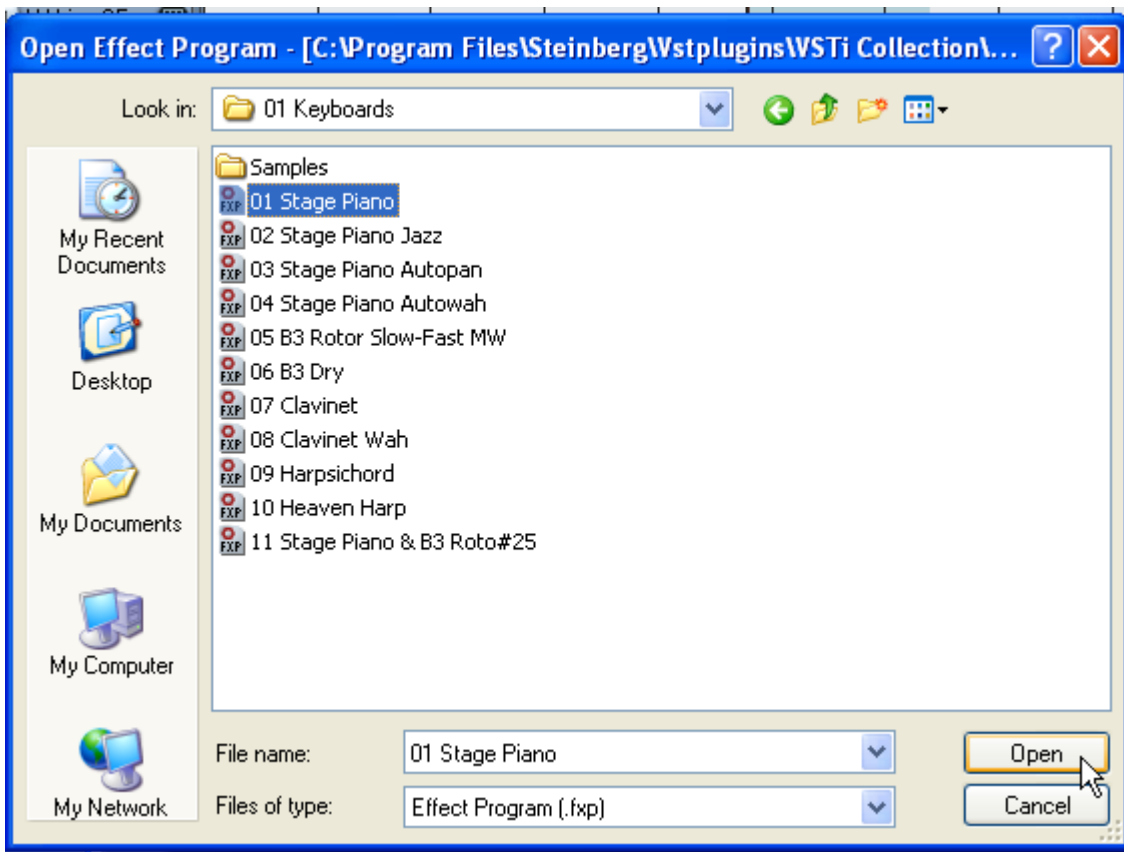 Open Effect Program - [C:\Program Files\Steinberg\Vstplugins\VSTi Collection\...
Look in: 01 Keyboards
Samples
01 Stage Piano
02 Stage Piano Jazz
03 Stage Piano Autopan
04 Stage Piano Autowah
05 B3 Rotor Slow-Fast MW
06 B3 Dry
07 Clavinet
08 Clavinet Wah
09 Harpsichord
10 Heaven Harp
11 Stage Piano & B3 Roto#25
My Recent
Documents
Desktop
My Documents
My Computer
My Network
File name: 01 Stage Piano Open
Files of type: Effect Program (.fxp) Cancel